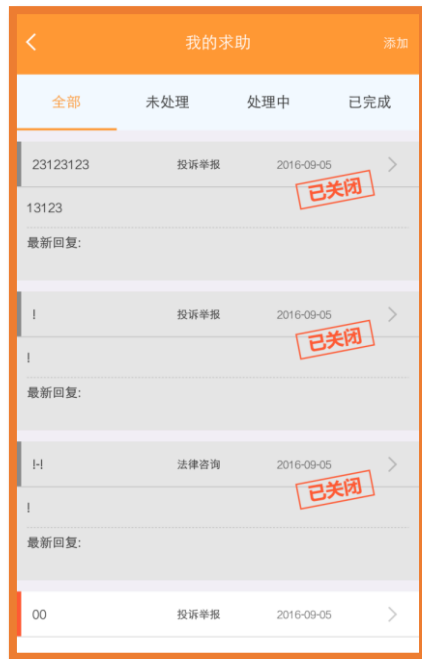 我的求助 添加
全部 未处理 处理中 已完成
23123123 投诉举报 2016-09-05
已关闭
13123
最新回复:
! 投诉举报 2016-09-05
已关闭
!
最新回复:
!-! 法律咨询 2016-09-05
已关闭
!
最新回复:
00 投诉举报 2016-09-05